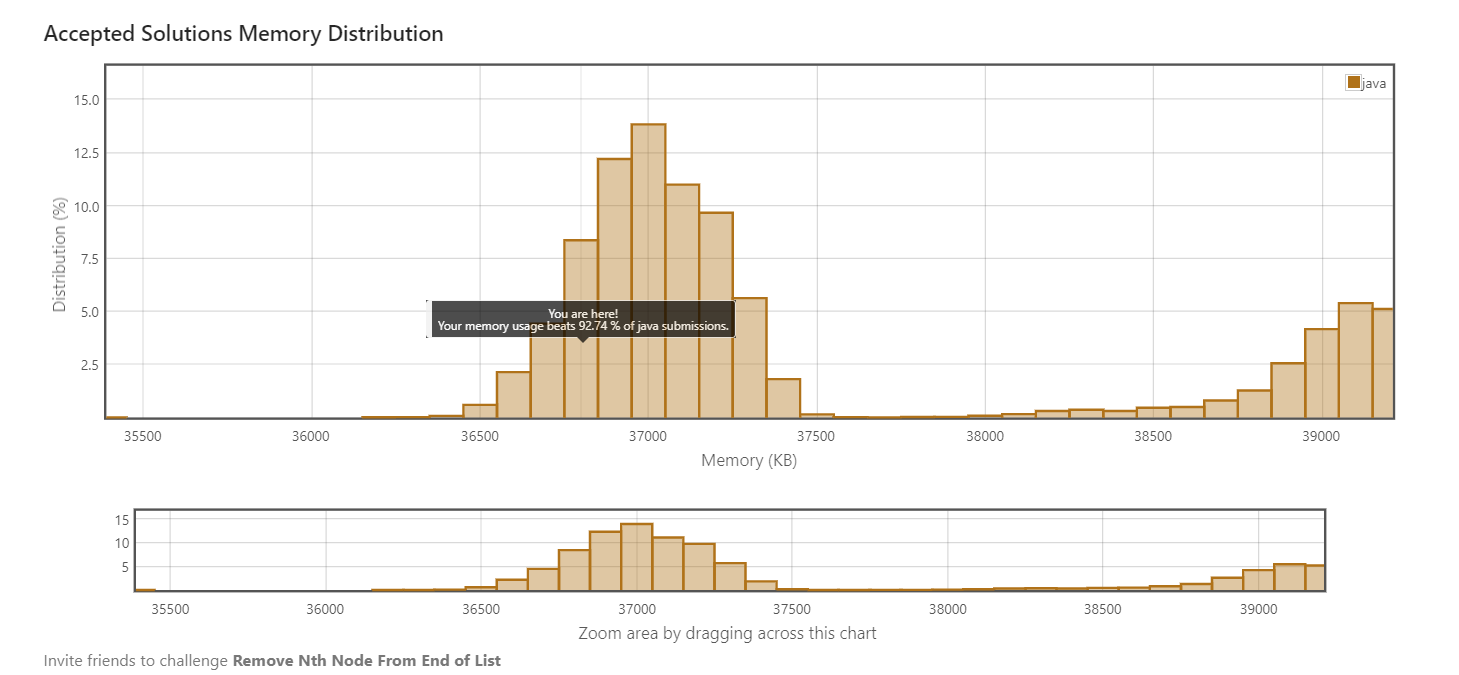 Accepted Solutions Memory Distribution
java
15.0
12.5
10.0
7.5
5.0
2.5
Distribution (%)
You are here!
Your memory usage beats 92.74 % of java submissions.
35500 36000 36500 37000 37500 38000 38500 39000
Memory (KB)
15
10
5
35500 36000 36500 37000 37500 38000 38500 39000
Zoom area by dragging across this chart
Invite friends to challenge Remove Nth Node From End of List